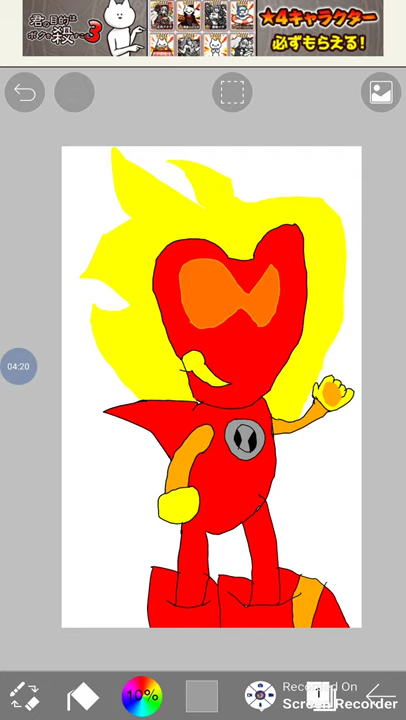 君の目的は
ボクを殺すこと3
★4キャラクター
必ずもらえる!
04:20
10%
1
Recorded On
Screen Recorder